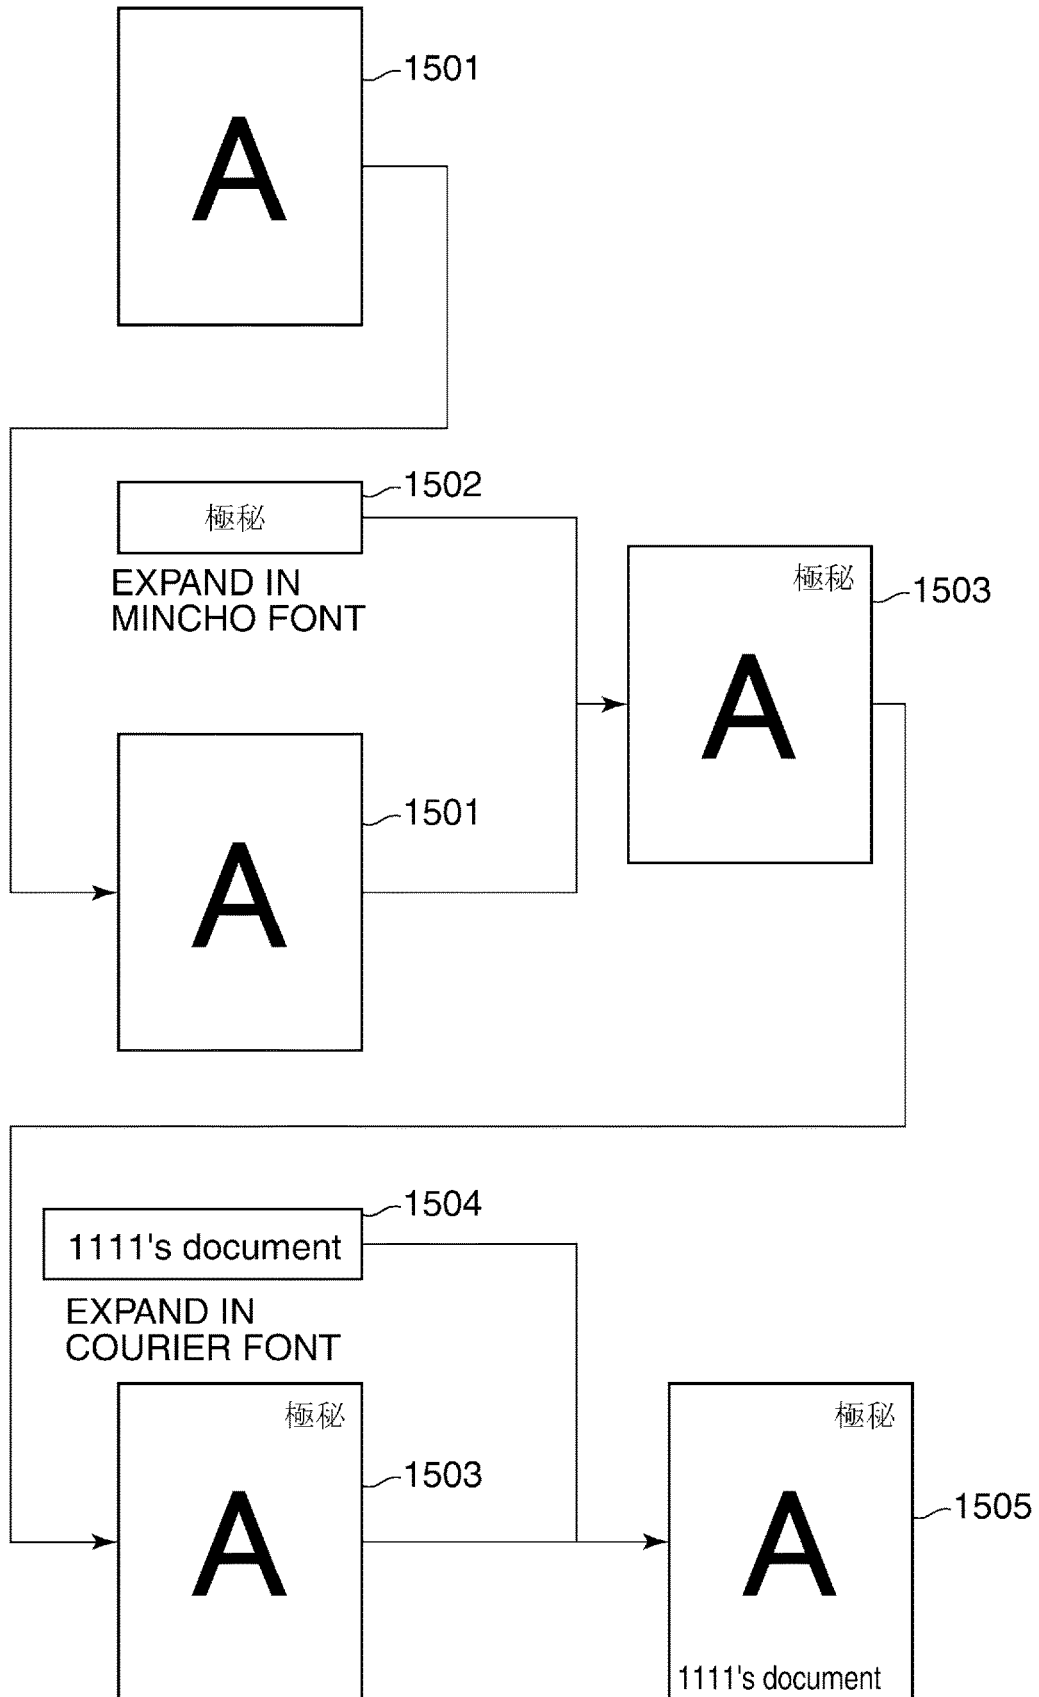 1501
A
1502
極秘
EXPAND IN
MINCHO FONT
極秘
1503
A
1501
A
1504
1111's document
EXPAND IN
COURIER FONT
極秘
1503
A
極秘
1505
A
1111's document